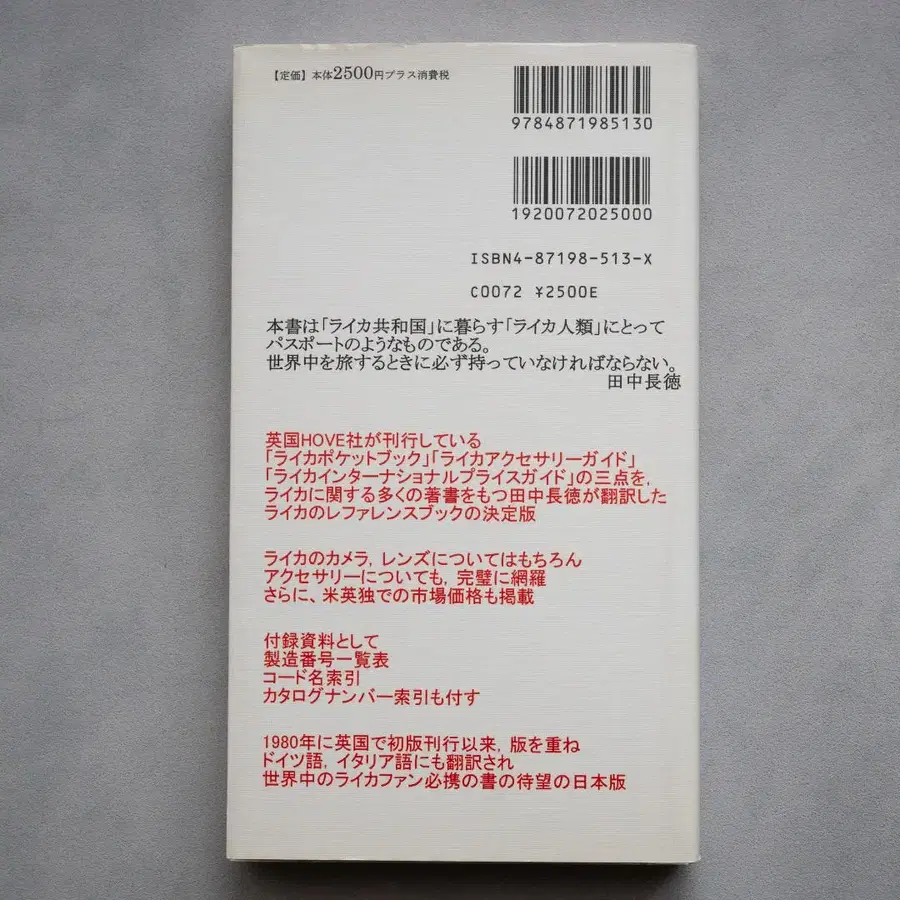 【定価】本体2500円プラス消費税
9784871985130
1920072025000
ISBN4-87198-513-X
C0072 ¥2500E
本書は「ライカ共和国」に暮らす「ライカ人類」にとって
パスポートのようなものである。
世界中を旅するときに必ず持っていなければならない。
田中長徳
英国HOVE社が刊行している
「ライカポケットブック」「ライカアクセサリーガイド」
「ライカインターナショナルプライスガイド」の三点を,
ライカに関する多くの著書をもつ田中長徳が翻訳した
ライカのレファレンスブックの決定版
ライカのカメラ, レンズについてはもちろん
アクセサリーについても, 完璧に網羅
さらに、米英独での市場価格も掲載
付録資料として
製造番号一覧表
コード名索引
カタログナンバー索引も付す
1980年に英国で初版刊行以来, 版を重ね
ドイツ語, イタリア語にも翻訳され
世界中のライカファン必携の書の待望の日本版